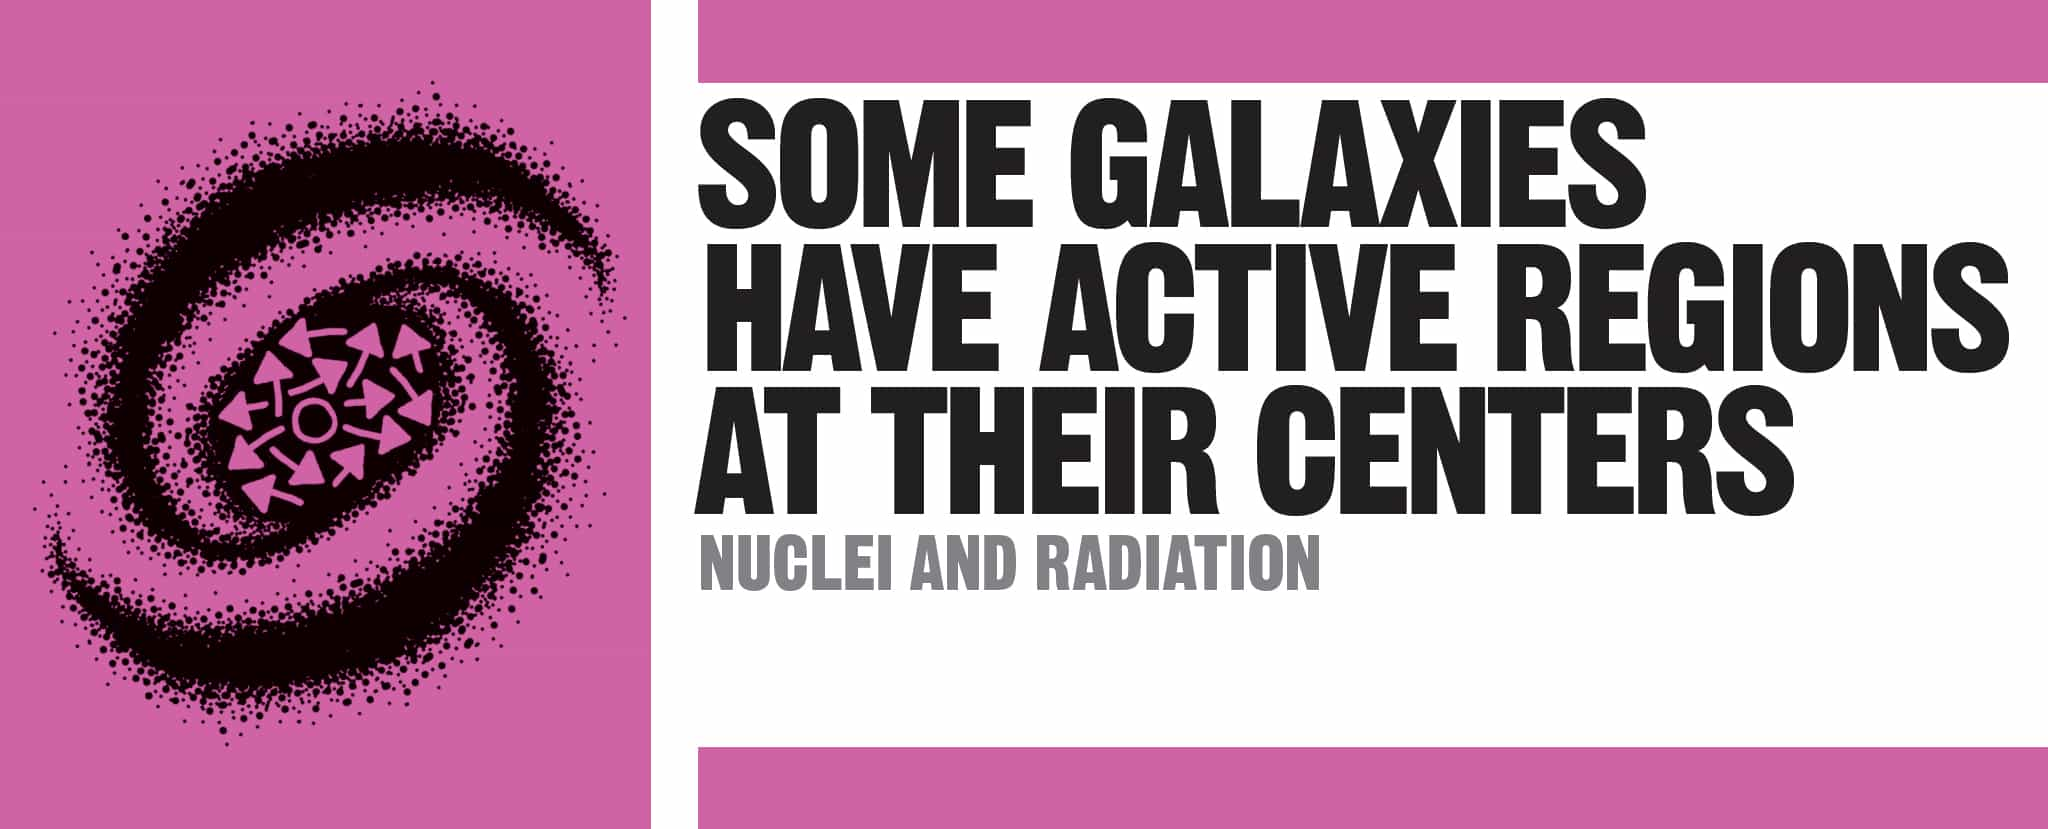 SOME GALAXIES
HAVE ACTIVE REGIONS
AT THEIR CENTERS
NUCLEI AND RADIATION